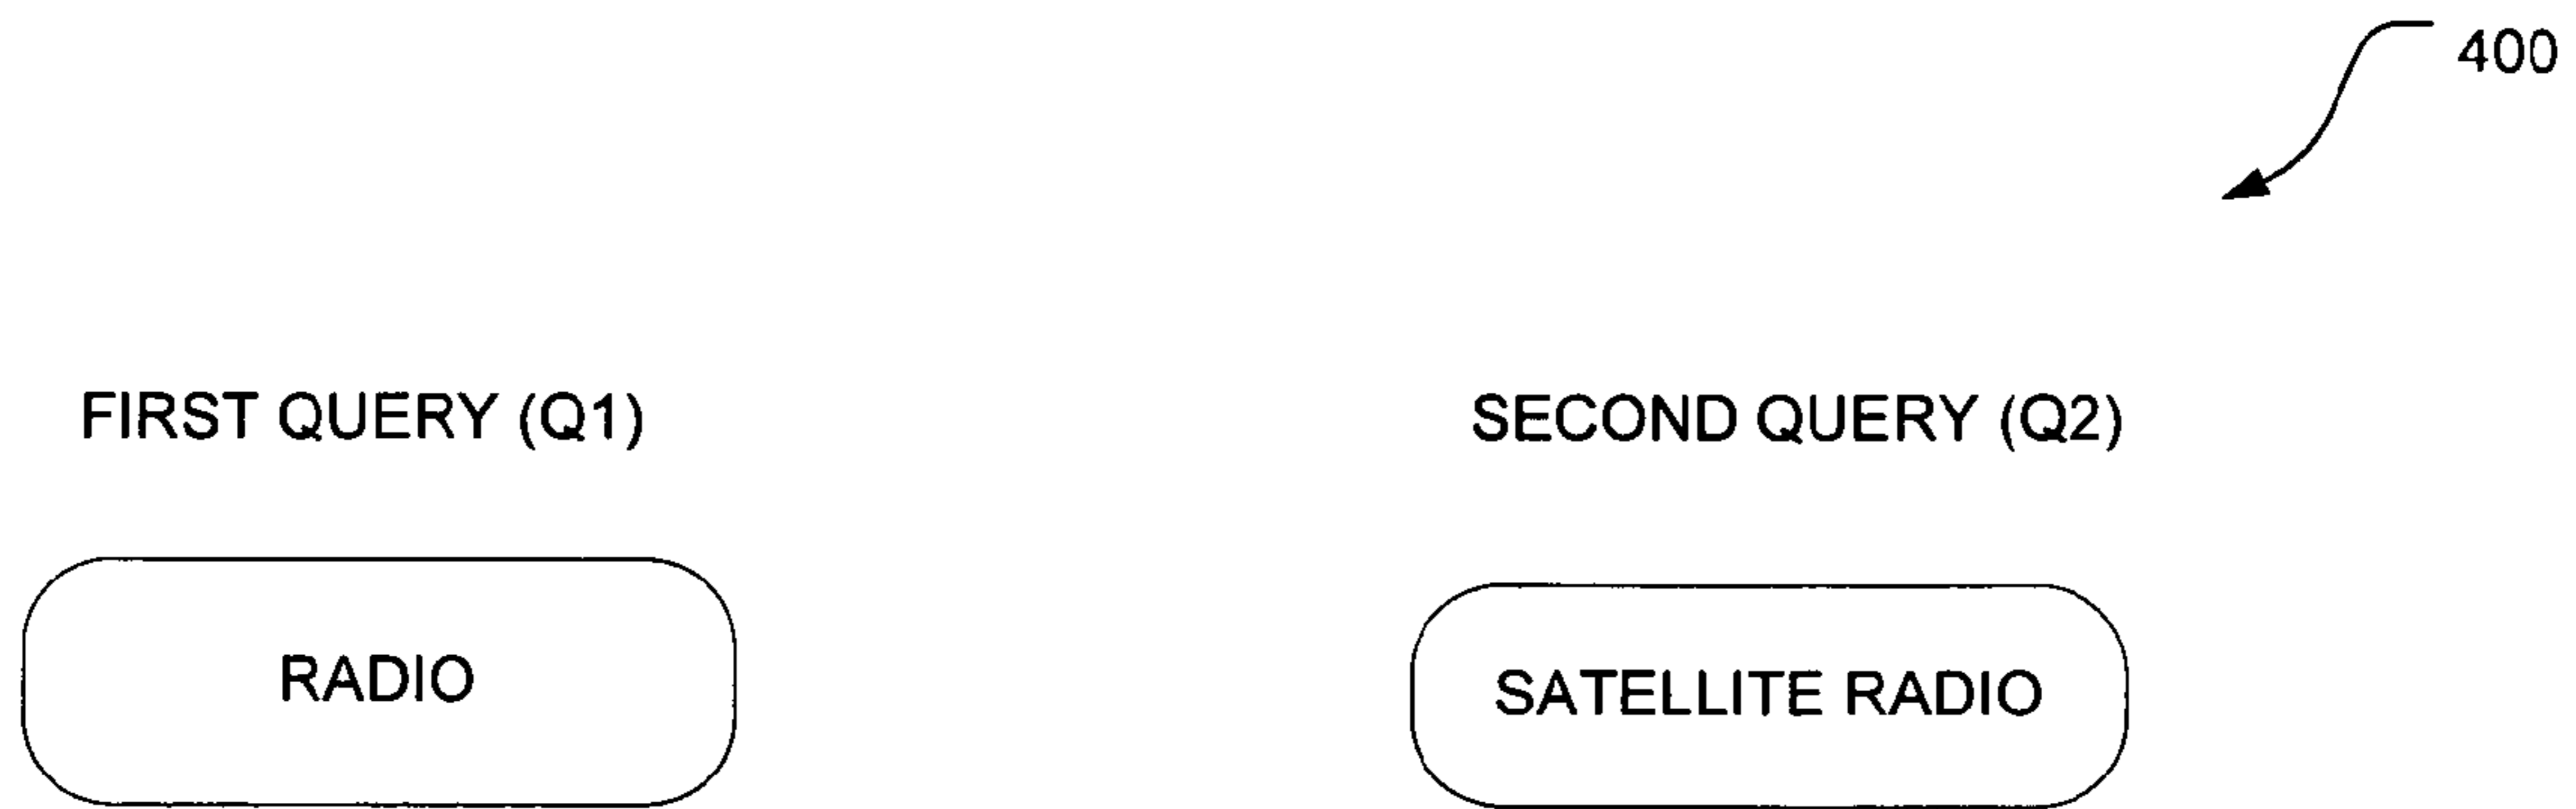 400
FIRST QUERY (Q1)
SECOND QUERY (Q2)
RADIO
SATELLITE RADIO